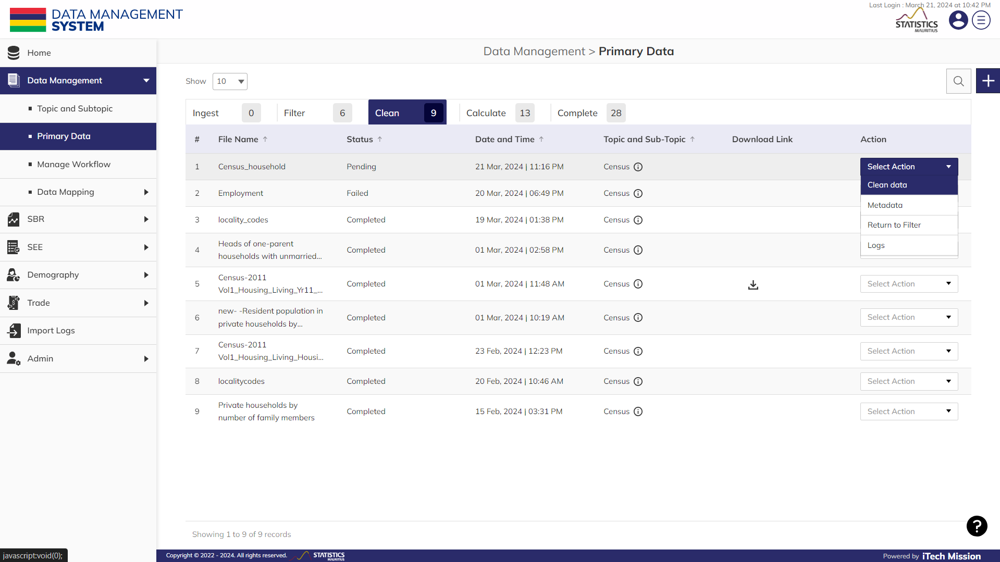 Last Login : March 21, 2024 at 10:42 PM
DATA MANAGEMENT
SYSTEM
STATISTICS
MAURITIUS
Home
Data Management
Topic and Subtopic
Primary Data
Manage Workflow
Data Mapping
SBR
SEE
Demography
Trade
Import Logs
Admin
Data Management > Primary Data
Show 10
Ingest 0 Filter 6 Clean 9 Calculate 13 Complete 28
# File Name Status Date and Time Topic and Sub-Topic Download Link Action
1 Census_household Pending 21 Mar, 2024 | 11:16 PM Census Select Action
Clean data
Metadata
Return to Filter
Logs
2 Employment Failed 20 Mar, 2024 | 06:49 PM Census
3 locality_codes Completed 19 Mar, 2024 | 01:38 PM Census
4 Heads of one-parent
households with unmarried... Completed 01 Mar, 2024 | 02:58 PM Census
5 Census-2011
Vol1_Housing_Living_Yr11_... Completed 01 Mar, 2024 | 11:48 AM Census Select Action
6 new- -Resident population in
private households by... Completed 01 Mar, 2024 | 10:19 AM Census Select Action
7 Census-2011
Vol1_Housing_Living_Housi... Completed 23 Feb, 2024 | 12:23 PM Census Select Action
8 localitycodes Completed 20 Feb, 2024 | 10:46 AM Census Select Action
9 Private households by
number of family members Completed 15 Feb, 2024 | 03:31 PM Census Select Action
Showing 1 to 9 of 9 records
?
javascript:void(0);
Copyright © 2022 - 2024. All rights reserved. STATISTICS
MAURITIUS
Powered by iTech Mission